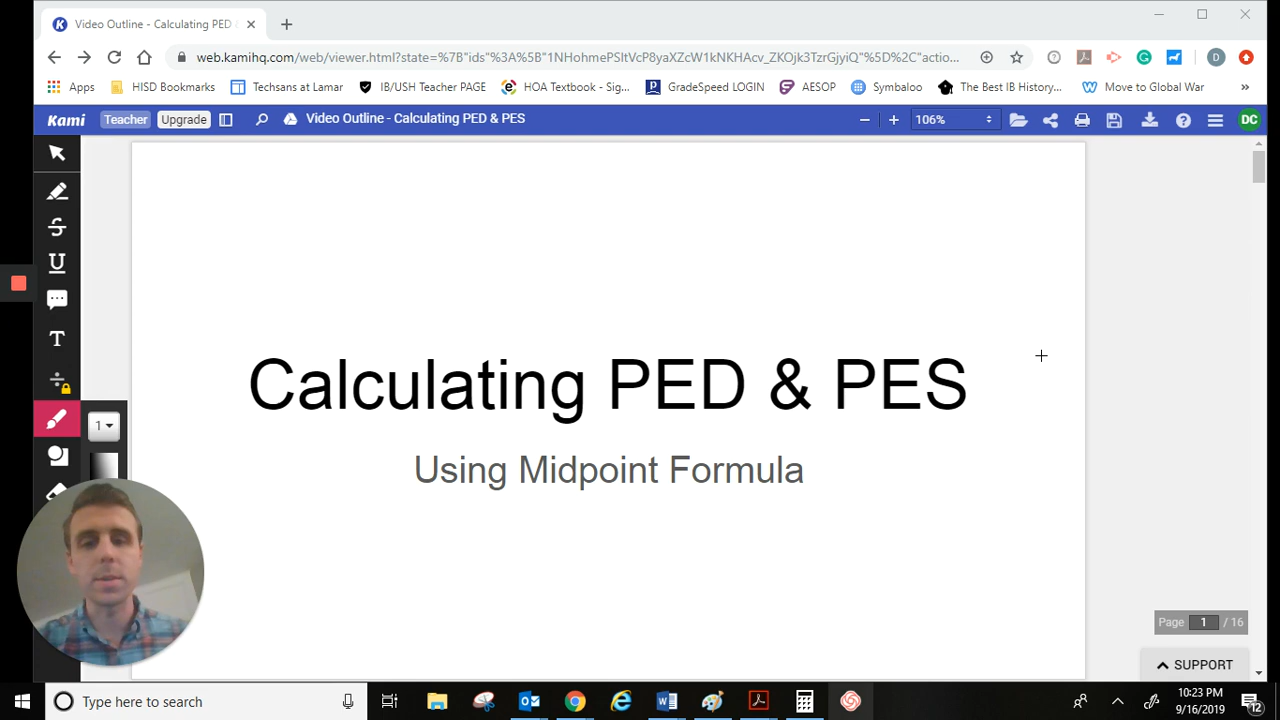 Video Outline - Calculating PED
web.kamihq.com/web/viewer.html?state=%7B"ids"%3A%5B"1NHohmePSltVcP8yaXZcW1kNKHAcv_ZKOjk3TzrGjyiQ"%5D%2C"actio...
Apps HISD Bookmarks Techsans at Lamar IB/USH Teacher PAGE HOA Textbook - Sig... GradeSpeed LOGIN AESOP Symbaloo The Best IB History... Move to Global War »
Kami Teacher Upgrade Video Outline - Calculating PED & PES 106% DC
Calculating PED & PES
Using Midpoint Formula
1
Page 1 / 16
SUPPORT
Type here to search
10:23 PM
9/16/2019
12